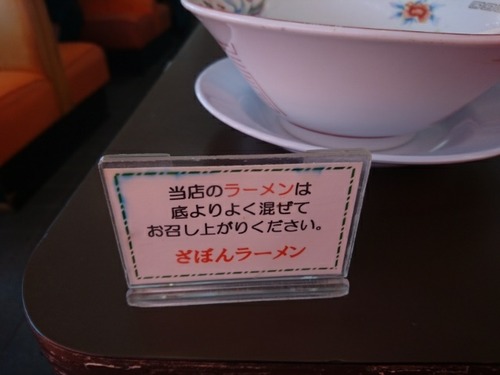 当店のラーメンは
底よりよく混ぜて
お召し上がりください。
ざぼんラーメン